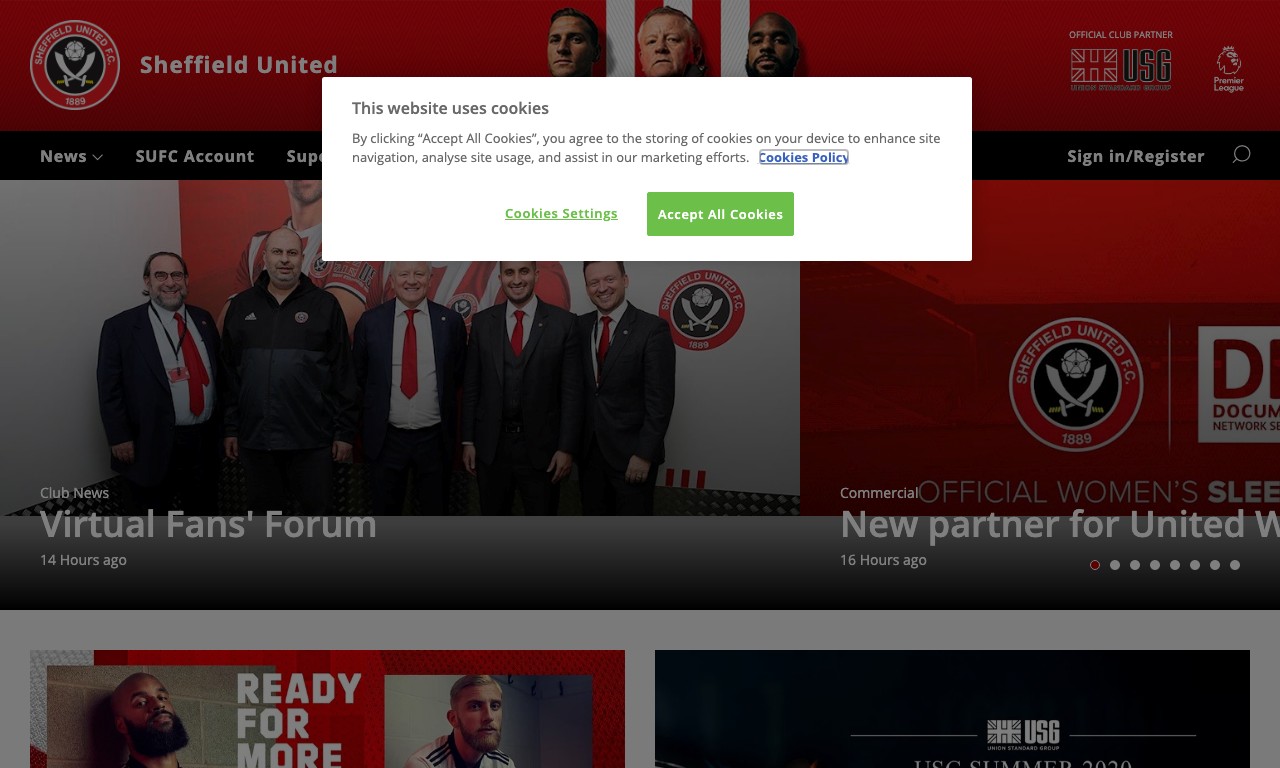 SHEFFIELD UNITED F.C.
1889
Sheffield United
OFFICIAL CLUB PARTNER
USG
UNION STANDARD GROUP
Premier
League
This website uses cookies
By clicking “Accept All Cookies”, you agree to the storing of cookies on your device to enhance site
navigation, analyse site usage, and assist in our marketing efforts. Cookies Policy
Cookies Settings
Accept All Cookies
News
SUFC Account
Supe
Sign in/Register
SHEFFIELD UNITED F.C.
1889
SHEFFIELD UNITED F.C.
1889
DOCUM
NETWORK SE
Club News
Virtual Fans' Forum
14 Hours ago
OFFICIAL WOMEN'S SLEE
Commercial
New partner for United W
16 Hours ago
READY
FOR
MORE
USG
UNION STANDARD GROUP
USG SUMMER 2020